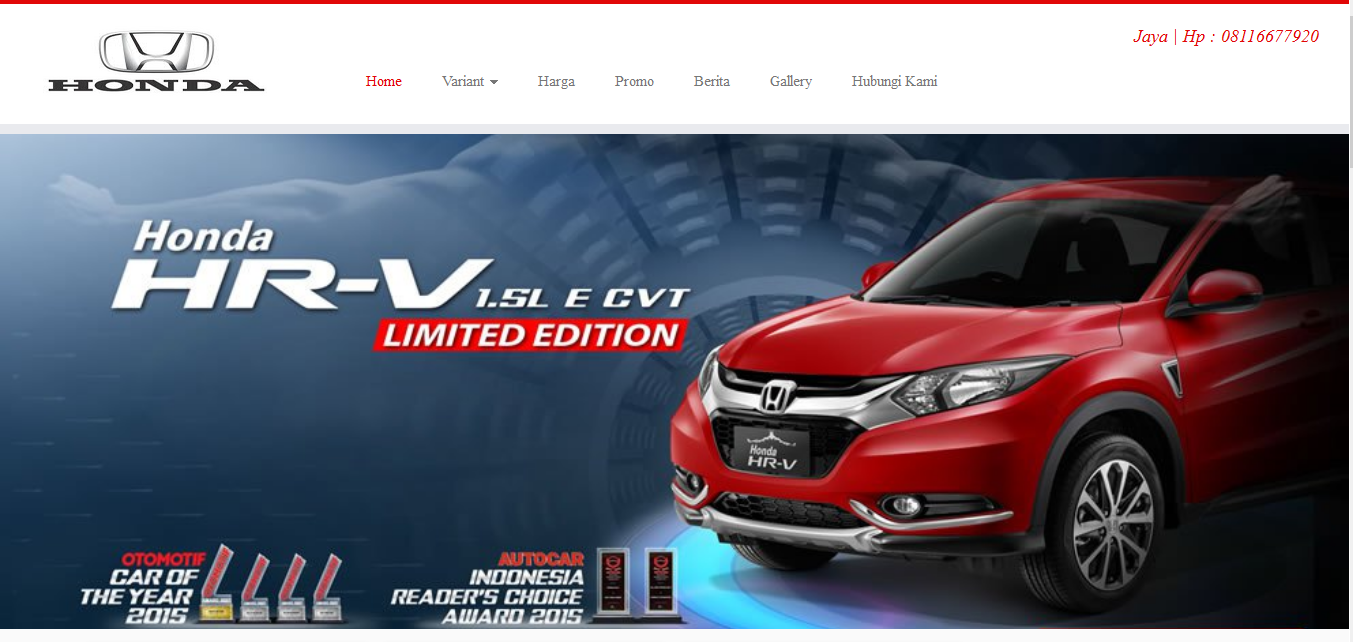 Jaya | Hp : 08116677920
HONDA
Home Variant Harga Promo Berita Gallery Hubungi Kami
Honda
HR-V 1.5L E CVT
LIMITED EDITION
Honda
HR-V
OTOMOTIF
CAR OF
THE YEAR
2015
AUTOCAR
INDONESIA
READER'S CHOICE
AWARD 2015